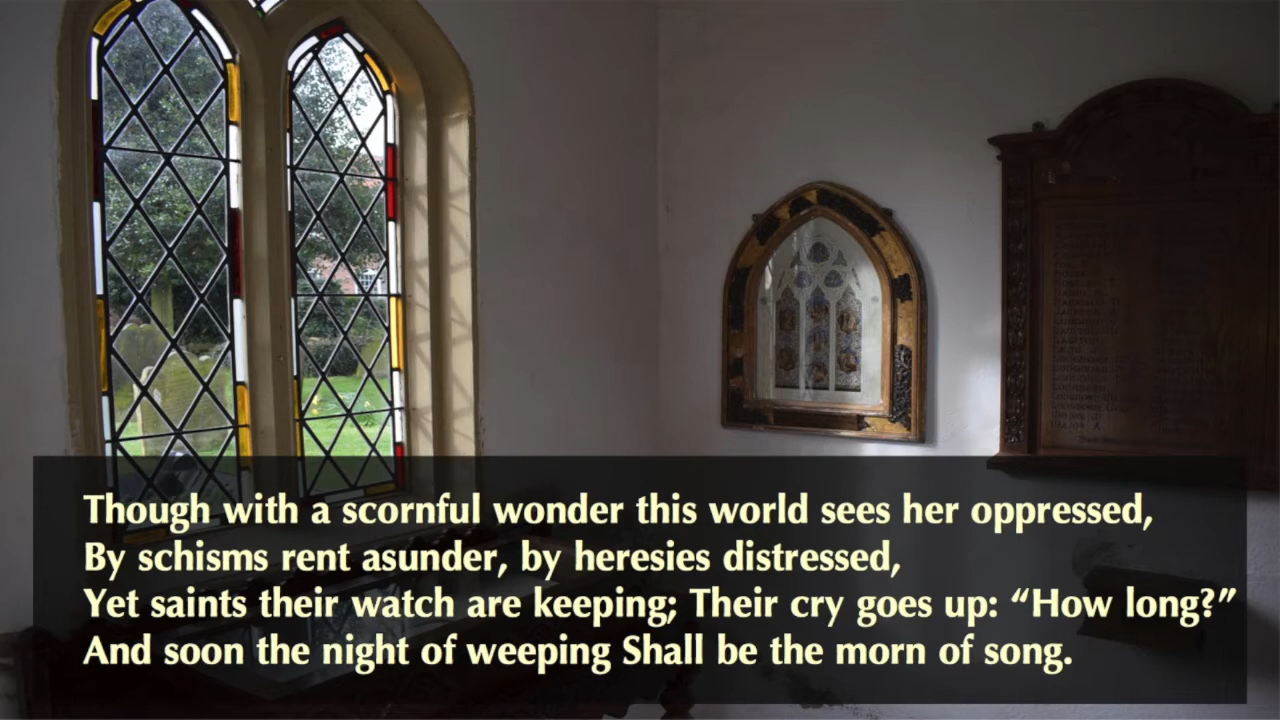 Though with a scornful wonder this world sees her oppressed,
By schisms rent asunder, by heresies distressed,
Yet saints their watch are keeping; Their cry goes up: “How long?”
And soon the night of weeping Shall be the morn of song.